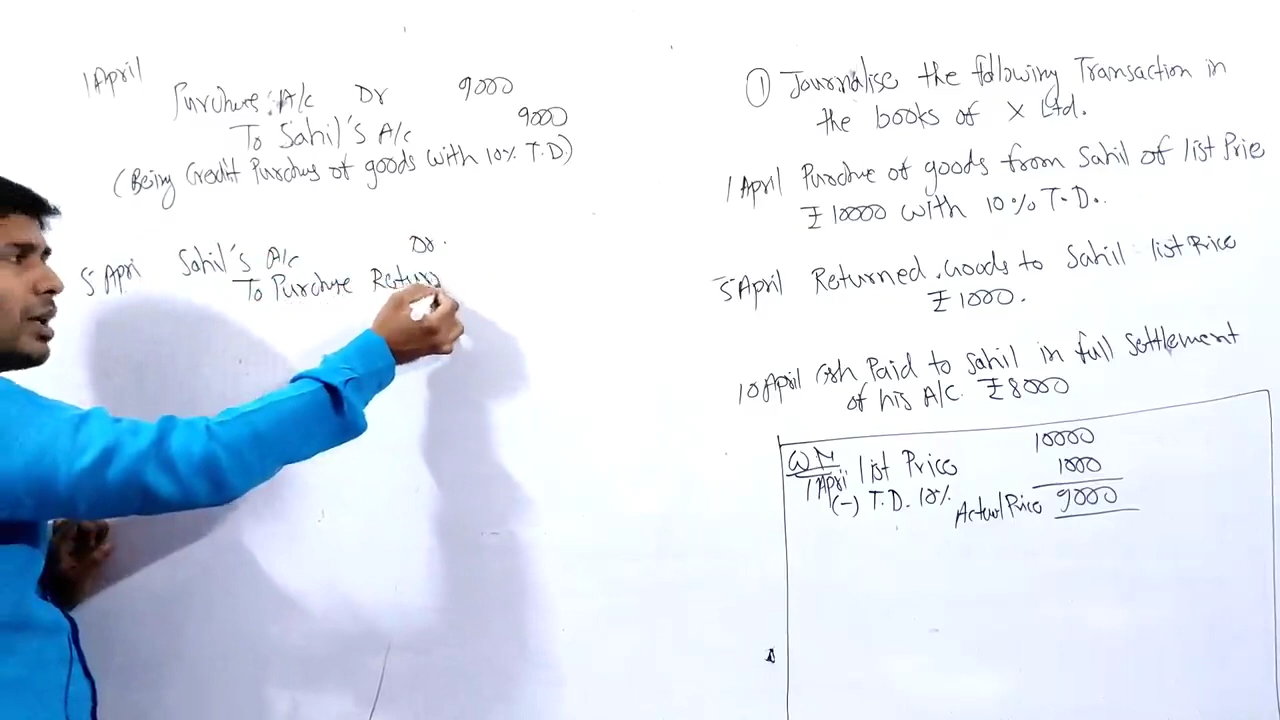 1 April
Purchase A/c Dr 9000
To Sahil's A/c 9000
(Being Credit Purchas of goods with 10% T.D)
5 Apri Sahil's A/c Dr.
To Purchase Return
① Journalise the following Transaction in
the books of X Ltd.
1 April Purchase of goods from Sahil of list Price
₹ 10000 with 10% T.D.
5 April Returned Goods to Sahil list Price
₹ 1000.
10 April Cash Paid to Sahil in full Settlement
of his A/C. ₹ 8000
WN
1 April list Price 10000
(-) T.D. 10% 1000
Actual Price 9000